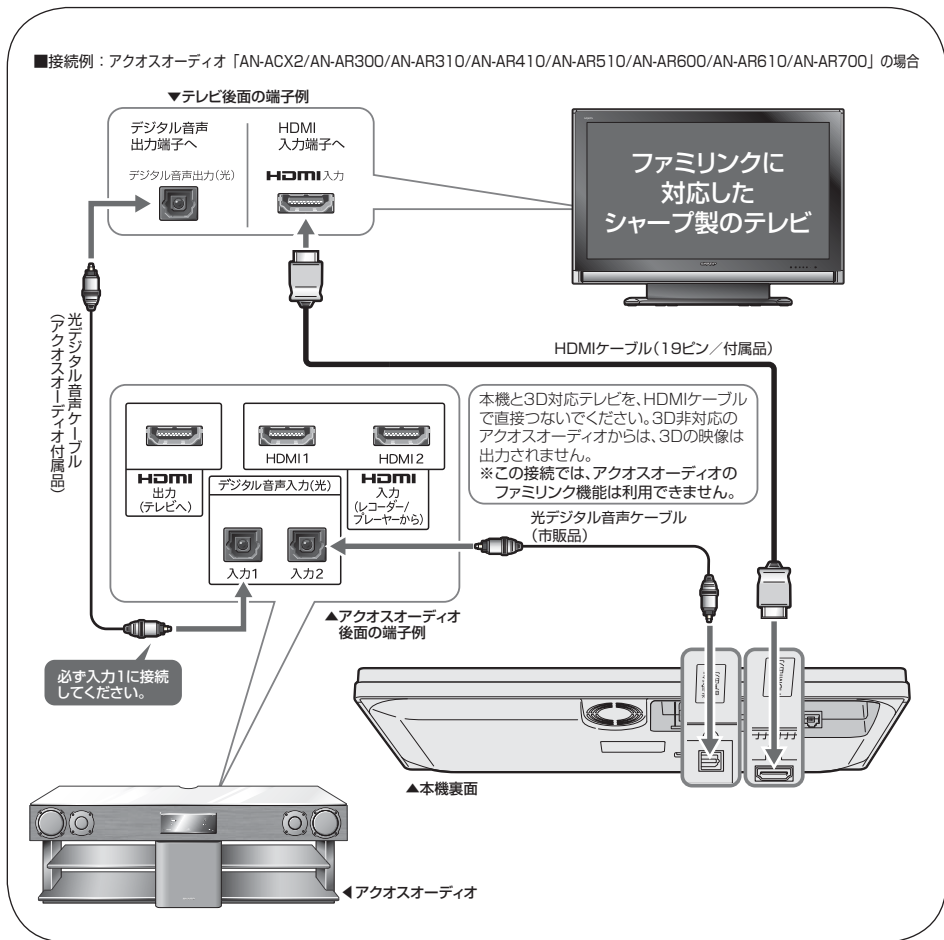 ■接続例:アクオスオーディオ「AN-ACX2/AN-AR300/AN-AR310/AN-AR410/AN-AR510/AN-AR600/AN-AR610/AN-AR700」の場合
▼テレビ後面の端子例
デジタル音声
出力端子へ
デジタル音声出力(光)
HDMI
入力端子へ
HDMI入力
ファミリンクに
対応した
シャープ製のテレビ
光デジタル音声ケーブル
(アクオスオーディオ付属品)
HDMIケーブル(19ピン/付属品)
本機と3D対応テレビを、HDMIケーブル
で直接つないでください。3D非対応の
アクオスオーディオからは、3Dの映像は
出力されません。
※この接続では、アクオスオーディオの
ファミリンク機能は利用できません。
HDMI
出力
(テレビへ)
HDMI1
HDMI2
HDMI
入力
(レコーダー/
プレーヤーから)
デジタル音声入力(光)
入力1
入力2
光デジタル音声ケーブル
(市販品)
▲アクオスオーディオ
後面の端子例
必ず入力1に接続
してください。
▲本機裏面
◀アクオスオーディオ